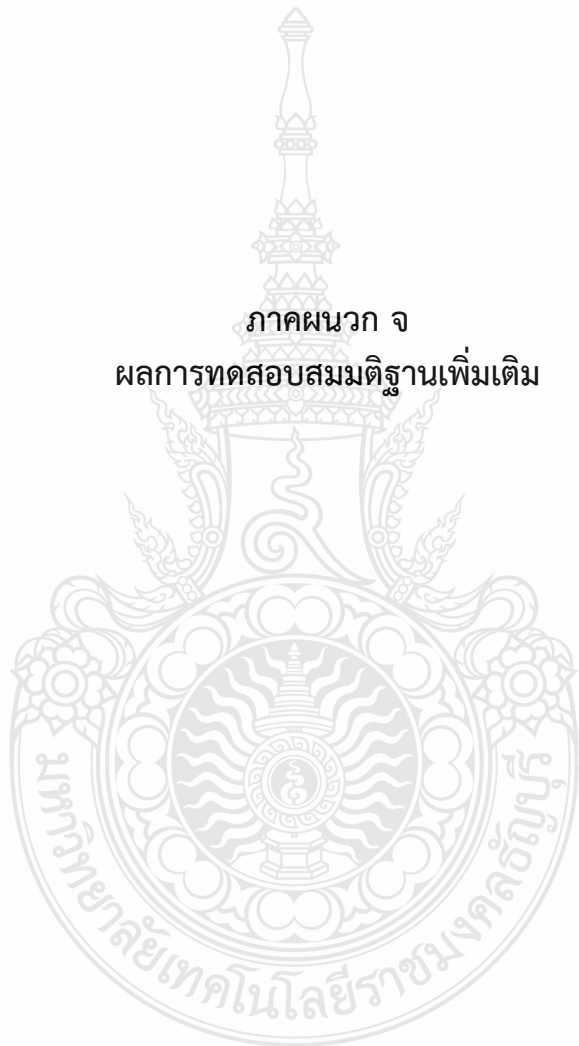 ภาคผนวก จ
ผลการทดสอบสมมติฐานเพิ่มเติม
มหาวิทยาลัยเทคโนโลยีราชมงคลธัญบุรี